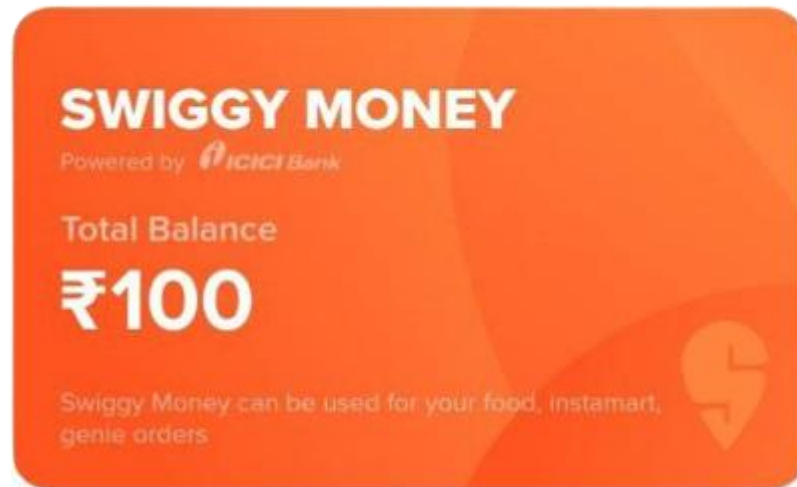 SWIGGY MONEY
Powered by ICICI Bank
Total Balance
₹100
Swiggy Money can be used for your food, instamart,
genie orders